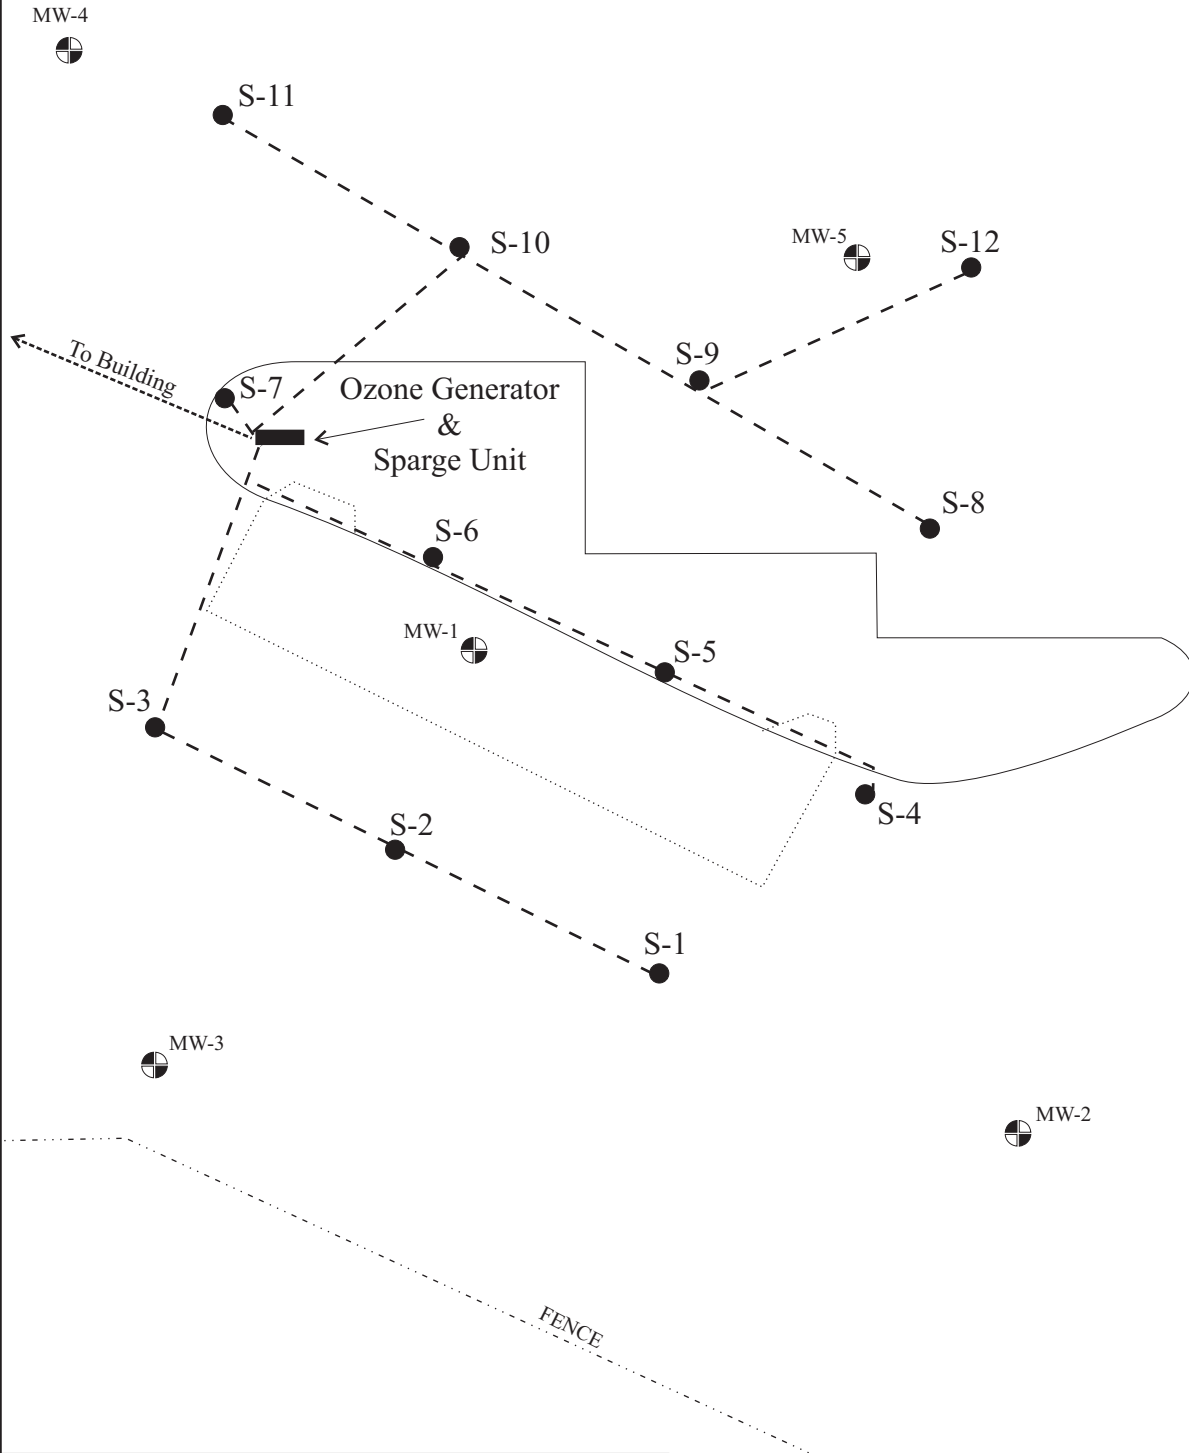 MW-4
S-11
S-10
MW-5
S-12
To Building
S-9
S-7
Ozone Generator
&
Sparge Unit
S-8
S-6
MW-1
S-5
S-3
S-4
S-2
S-1
MW-3
MW-2
FENCE